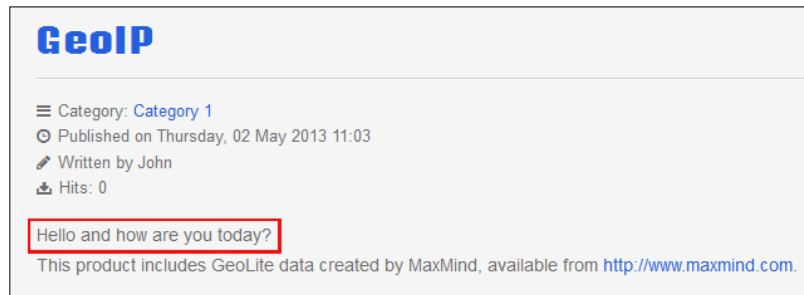 GeoIP
Category: Category 1
Published on Thursday, 02 May 2013 11:03
Written by John
Hits: 0
Hello and how are you today?
This product includes GeoLite data created by MaxMind, available from http://www.maxmind.com.